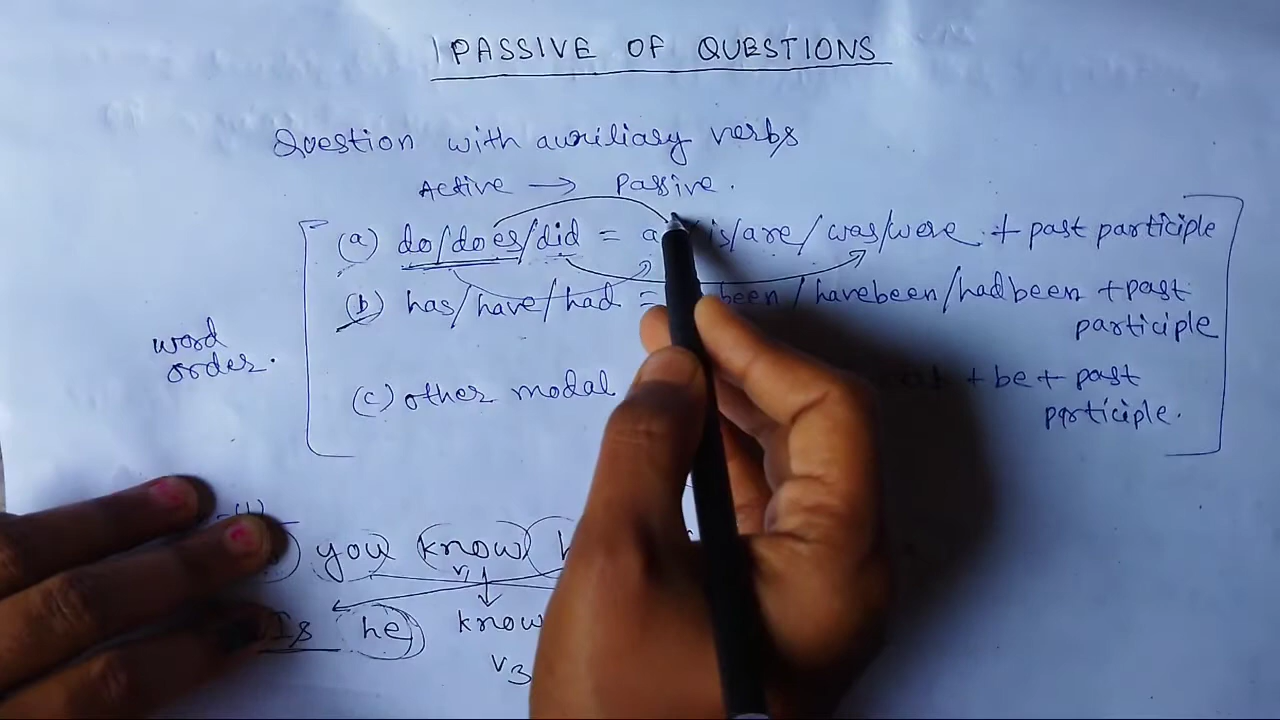 PASSIVE OF QUESTIONS
Question with auxiliary verbs
Active → Passive.
(a) do/does/did = is/are/was/were + past participle
(b) has/have/had = been/have been/had been + past
participle
word
order.
(c) other modal + be + past
participle.
(1)
you know
V₁
Is he know
V3